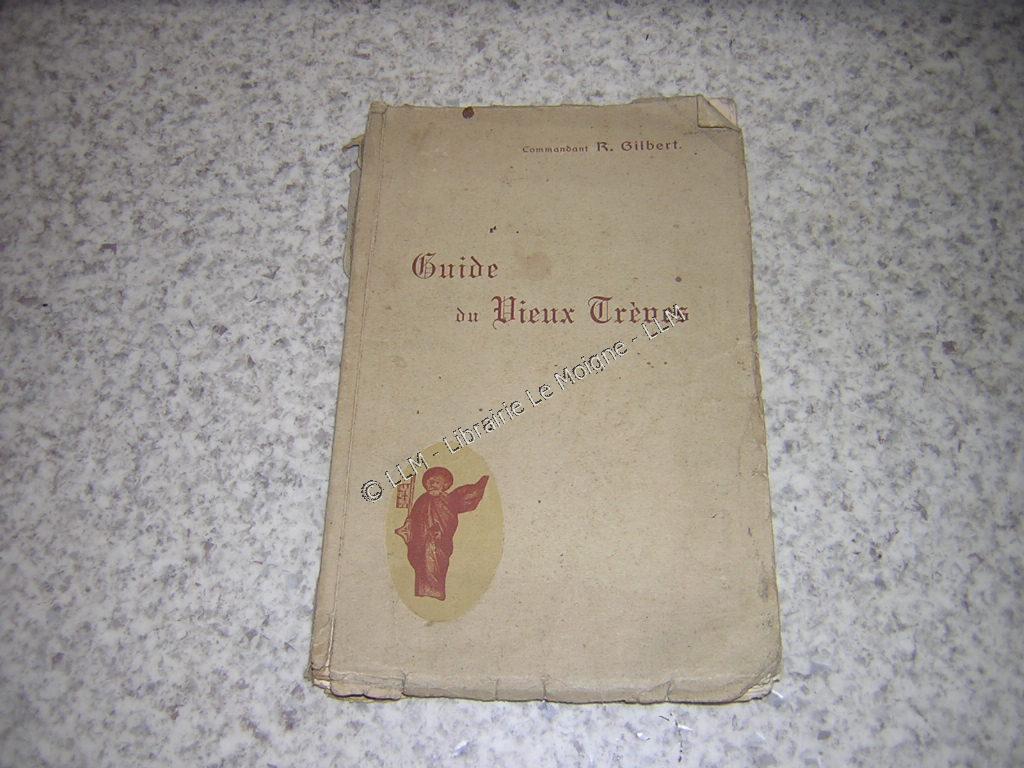 Commandant R. Gilbert.
Guide
du Vieux Trèves
© LLM - Librairie Le Moigne - LLM